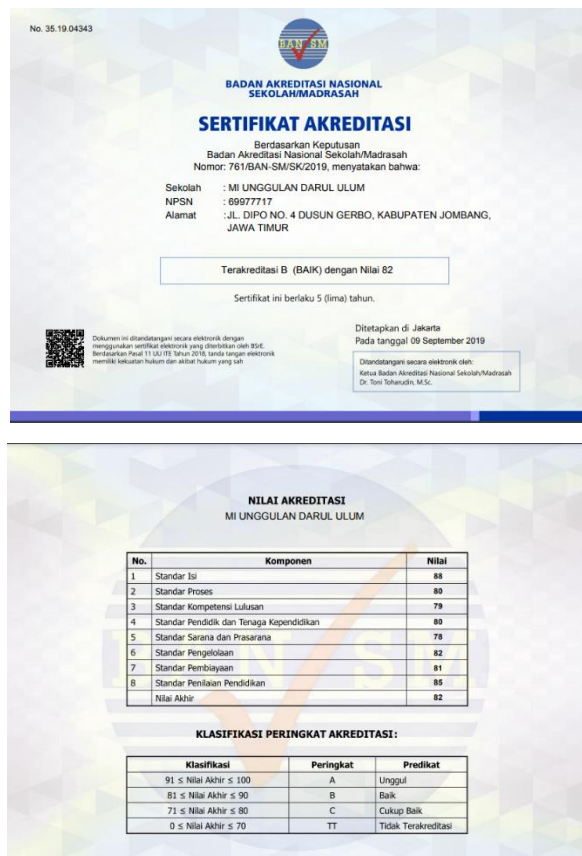 No. 35.19.04343
BAN SM
BADAN AKREDITASI NASIONAL
SEKOLAH/MADRASAH
SERTIFIKAT AKREDITASI
Berdasarkan Keputusan
Badan Akreditasi Nasional Sekolah/Madrasah
Nomor: 761/BAN-SM/SK/2019, menyatakan bahwa:
Sekolah : MI UNGGULAN DARUL ULUM
NPSN : 69977717
Alamat : JL. DIPO NO. 4 DUSUN GERBO, KABUPATEN JOMBANG,
JAWA TIMUR
Terakreditasi B (BAIK) dengan Nilai 82
Sertifikat ini berlaku 5 (lima) tahun.
Dokumen ini ditandatangani secara elektronik dengan
menggunakan sertifikat elektronik yang diterbitkan oleh BSrE.
Berdasarkan Pasal 11 UU ITE Tahun 2018, tanda tangan elektronik
memiliki kekuatan hukum dan akibat hukum yang sah
Ditetapkan di Jakarta
Pada tanggal 09 September 2019
Ditandatangani secara elektronik oleh:
Ketua Badan Akreditasi Nasional Sekolah/Madrasah
Dr. Toni Toharudin, M.Sc.
NILAI AKREDITASI
MI UNGGULAN DARUL ULUM
No. Komponen Nilai
1 Standar Isi 88
2 Standar Proses 80
3 Standar Kompetensi Lulusan 79
4 Standar Pendidik dan Tenaga Kependidikan 80
5 Standar Sarana dan Prasarana 78
6 Standar Pengelolaan 82
7 Standar Pembiayaan 81
8 Standar Penilaian Pendidikan 85
Nilai Akhir 82
BAN SM
KLASIFIKASI PERINGKAT AKREDITASI:
Klasifikasi Peringkat Predikat
91 ≤ Nilai Akhir ≤ 100 A Unggul
81 ≤ Nilai Akhir ≤ 90 B Baik
71 ≤ Nilai Akhir ≤ 80 C Cukup Baik
0 ≤ Nilai Akhir ≤ 70 TT Tidak Terakreditasi